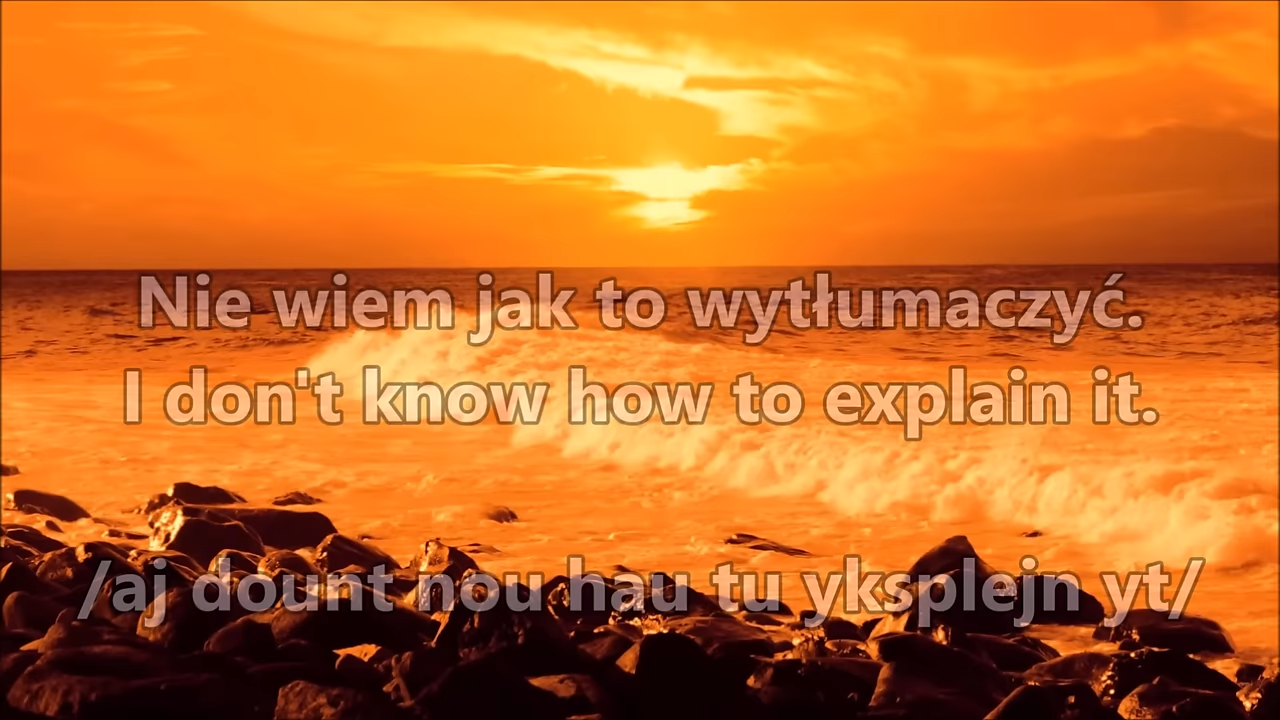 Nie wiem jak to wytłumaczyć.
I don't know how to explain it.
/aj dount nou hau tu yksplejn yt/